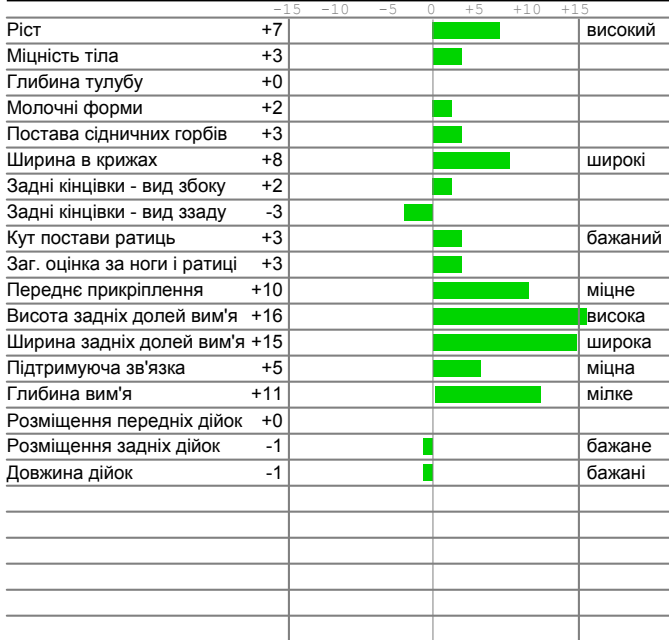 -15 -10 -5 0 +5 +10 +15
Ріст +7 високий
Міцність тіла +3
Глибина тулубу +0
Молочні форми +2
Постава сідничних горбів +3
Ширина в крижах +8 широкі
Задні кінцівки - вид збоку +2
Задні кінцівки - вид ззаду -3
Кут постави ратиць +3 бажаний
Заг. оцінка за ноги і ратиці +3
Переднє прикріплення +10 міцне
Висота задніх долей вим'я +16 висока
Ширина задніх долей вим'я +15 широка
Підтримуюча зв'язка +5 міцна
Глибина вим'я +11 мілке
Розміщення передніх дійок +0
Розміщення задніх дійок -1 бажане
Довжина дійок -1 бажані